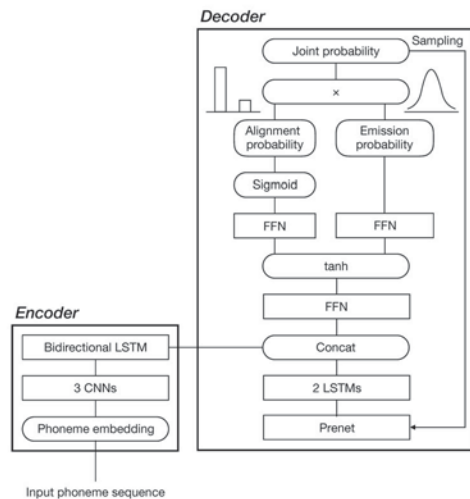 Decoder
Sampling
Joint probability
×
Alignment
probability
Emission
probability
Sigmoid
FFN
FFN
tanh
FFN
Encoder
Bidirectional LSTM
Concat
3 CNNs
2 LSTMs
Phoneme embedding
Prenet
Input phoneme sequence